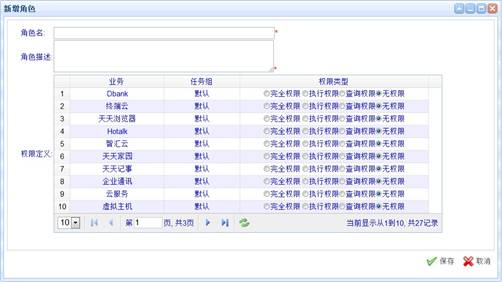 新增角色
角色名: *
角色描述: *
权限定义:
业务 任务组 权限类型
1 Dbank 默认 完全权限 执行权限 查询权限 无权限
2 终端云 默认 完全权限 执行权限 查询权限 无权限
3 天天浏览器 默认 完全权限 执行权限 查询权限 无权限
4 Hotalk 默认 完全权限 执行权限 查询权限 无权限
5 智汇云 默认 完全权限 执行权限 查询权限 无权限
6 天天家园 默认 完全权限 执行权限 查询权限 无权限
7 天天记事 默认 完全权限 执行权限 查询权限 无权限
8 企业通讯 默认 完全权限 执行权限 查询权限 无权限
9 云服务 默认 完全权限 执行权限 查询权限 无权限
10 虚拟主机 默认 完全权限 执行权限 查询权限 无权限
10 第 1 页, 共3页 当前显示从1到10, 共27记录
保存 取消